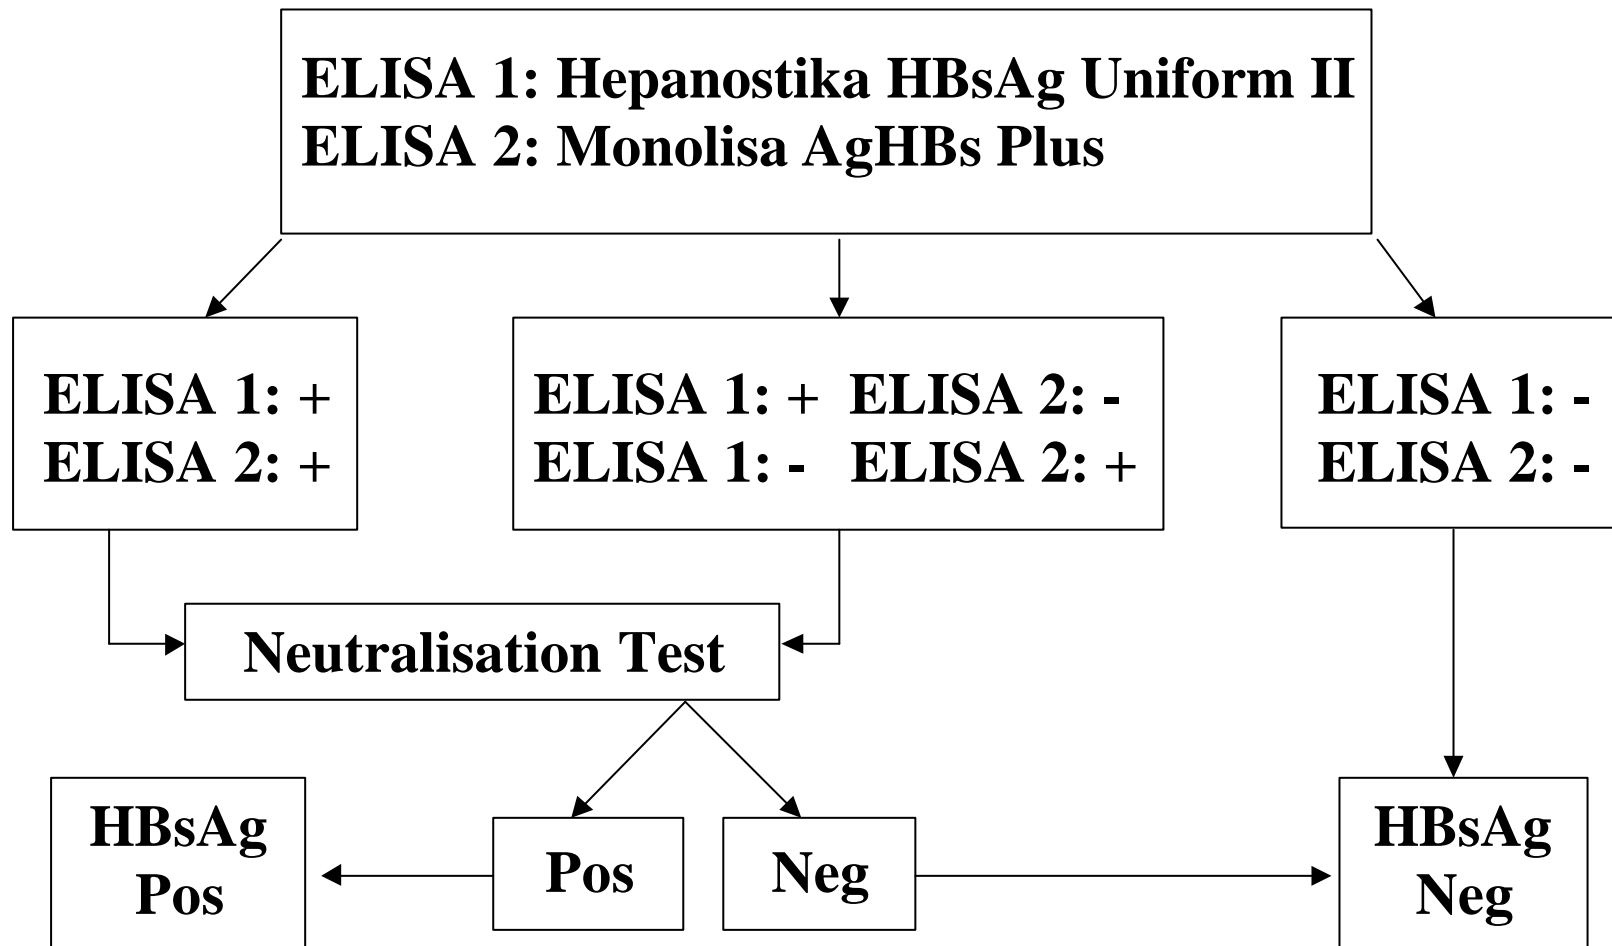 ELISA 1: Hepanostika HBsAg Uniform II
ELISA 2: Monolisa AgHBs Plus
ELISA 1: +
ELISA 2: +
ELISA 1: + ELISA 2: -
ELISA 1: - ELISA 2: +
ELISA 1: -
ELISA 2: -
Neutralisation Test
HBsAg
Pos
Pos
Neg
HBsAg
Neg